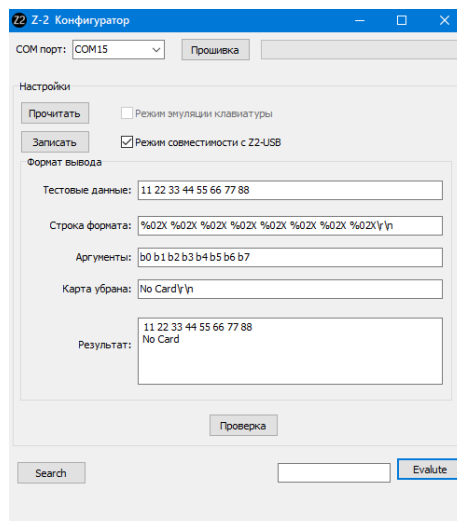 Z2 Z-2 Конфигуратор
COM порт: COM15 Прошивка
Настройки
Прочитать Режим эмуляции клавиатуры
Записать Режим совместимости с Z2-USB
Формат вывода
Тестовые данные: 11 22 33 44 55 66 77 88
Строка формата: %02X %02X %02X %02X %02X %02X %02X %02X\r\n
Аргументы: b0 b1 b2 b3 b4 b5 b6 b7
Карта убрана: No Card\r\n
11 22 33 44 55 66 77 88
No Card
Результат:
Проверка
Search Evalute